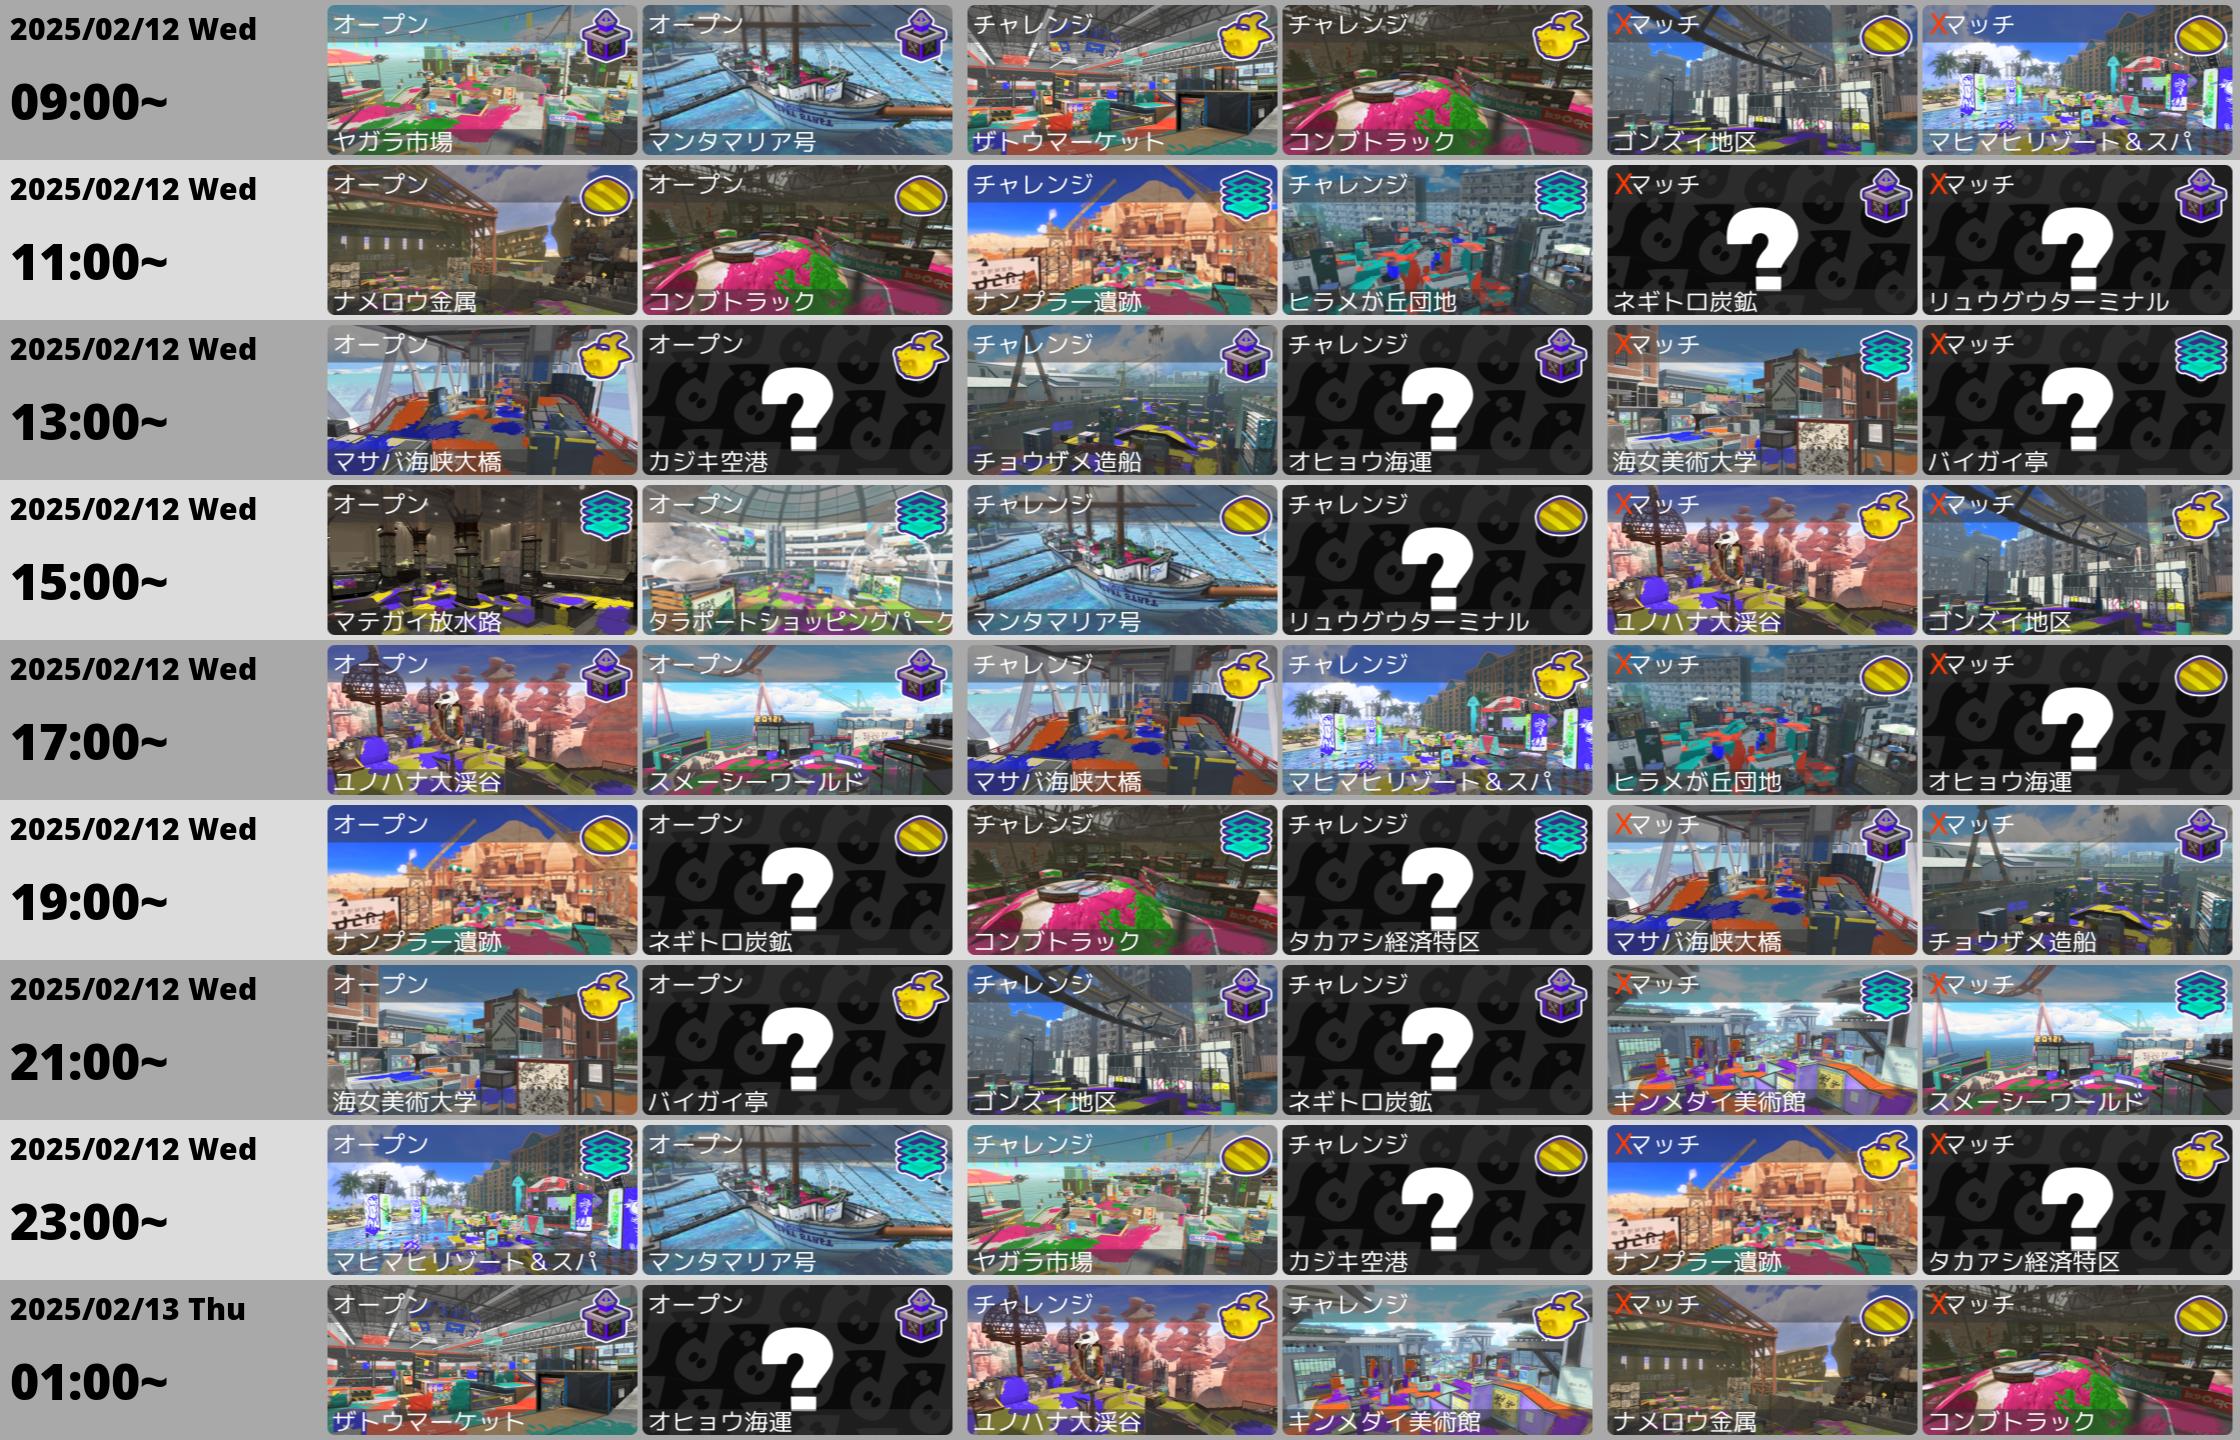 2025/02/12 Wed
09:00~
オープン
ヤガラ市場
オープン
マンタマリア号
チャレンジ
ザトウマーケット
チャレンジ
コンブトラック
Xマッチ
ゴンズイ地区
Xマッチ
マヒマヒリゾート＆スパ
2025/02/12 Wed
11:00~
オープン
ナメロウ金属
オープン
コンブトラック
チャレンジ
ナンプラー遺跡
チャレンジ
ヒラメが丘団地
Xマッチ
?
ネギトロ炭鉱
Xマッチ
?
リュウグウターミナル
2025/02/12 Wed
13:00~
オープン
マサバ海峡大橋
オープン
?
カジキ空港
チャレンジ
チョウザメ造船
チャレンジ
?
オヒョウ海運
Xマッチ
海女美術大学
Xマッチ
?
バイガイ亭
2025/02/12 Wed
15:00~
オープン
マテガイ放水路
オープン
タラポートショッピングパーク
チャレンジ
マンタマリア号
チャレンジ
?
リュウグウターミナル
Xマッチ
ユノハナ大渓谷
Xマッチ
ゴンズイ地区
2025/02/12 Wed
17:00~
オープン
ユノハナ大渓谷
オープン
スメーシーワールド
チャレンジ
マサバ海峡大橋
チャレンジ
マヒマヒリゾート＆スパ
Xマッチ
ヒラメが丘団地
Xマッチ
?
オヒョウ海運
2025/02/12 Wed
19:00~
オープン
ナンプラー遺跡
オープン
?
ネギトロ炭鉱
チャレンジ
コンブトラック
チャレンジ
?
タカアシ経済特区
Xマッチ
マサバ海峡大橋
Xマッチ
チョウザメ造船
2025/02/12 Wed
21:00~
オープン
海女美術大学
オープン
?
バイガイ亭
チャレンジ
ゴンズイ地区
チャレンジ
?
ネギトロ炭鉱
Xマッチ
キンメダイ美術館
Xマッチ
スメーシーワールド
2025/02/12 Wed
23:00~
オープン
マヒマヒリゾート＆スパ
オープン
マンタマリア号
チャレンジ
ヤガラ市場
チャレンジ
?
カジキ空港
Xマッチ
ナンプラー遺跡
Xマッチ
?
タカアシ経済特区
2025/02/13 Thu
01:00~
オープン
ザトウマーケット
オープン
?
オヒョウ海運
チャレンジ
ユノハナ大渓谷
チャレンジ
キンメダイ美術館
Xマッチ
ナメロウ金属
Xマッチ
コンブトラック